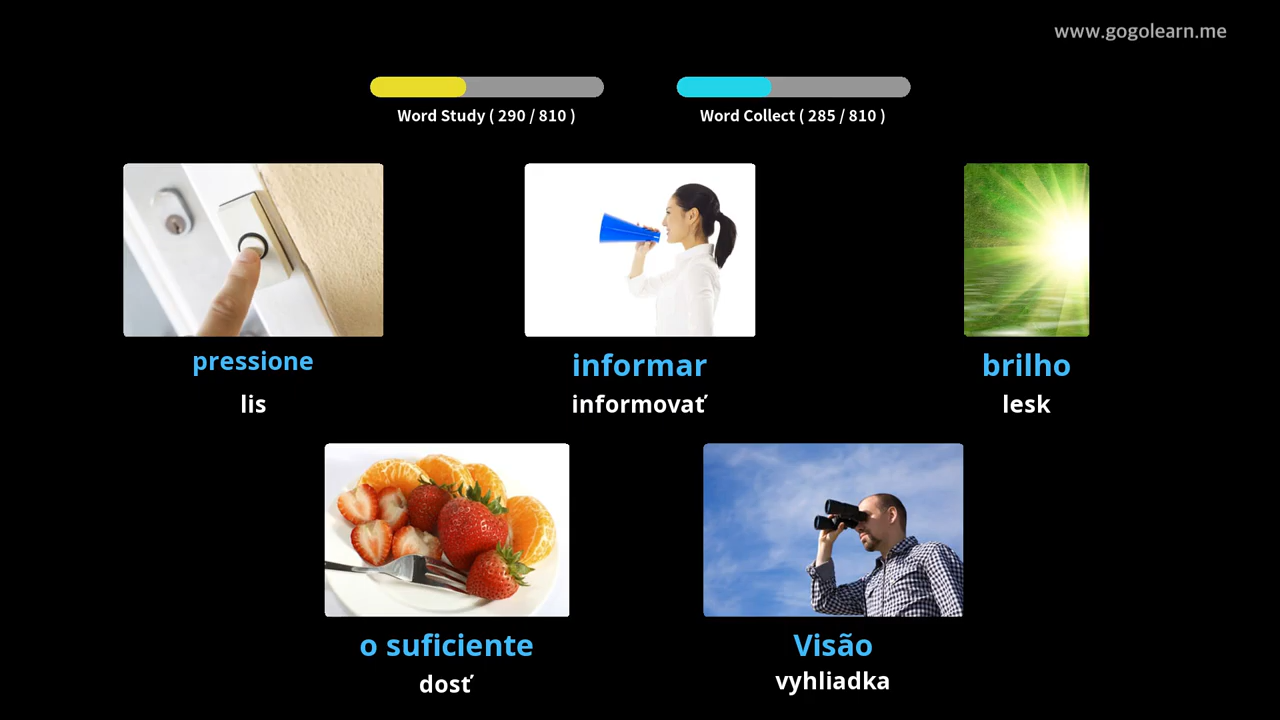 www.gogolearn.me
Word Study ( 290 / 810 )
Word Collect ( 285 / 810 )
pressione
lis
informar
informovať
brilho
lesk
o suficiente
dosť
Visão
vyhliadka